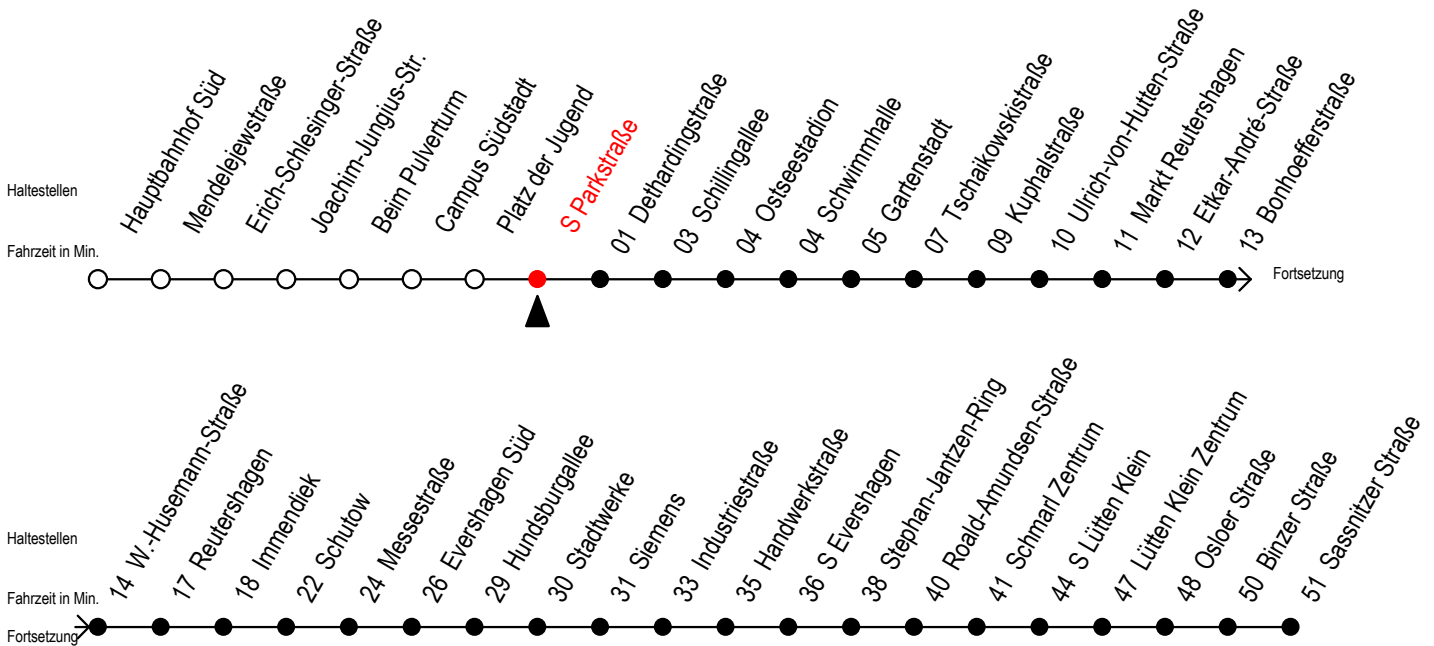 Haltestellen
Hauptbahnhof Süd
Mendelejewstraße
Erich-Schlesinger-Straße
Joachim-Jungius-Str.
Beim Pulverturm
Campus Südstadt
Platz der Jugend
S Parkstraße
01 Dethardingstraße
03 Schillingallee
04 Ostseestadion
04 Schwimmhalle
05 Gartenstadt
07 Tschaikowskistraße
09 Kuphalstraße
10 Ulrich-von-Hutten-Straße
11 Markt Reutershagen
12 Etkar-André-Straße
13 Bonhoefferstraße
Fahrzeit in Min.
Fortsetzung
Haltestellen
14 W.-Husemann-Straße
17 Reutershagen
18 Immendiek
22 Schutow
24 Messestraße
26 Evershagen Süd
29 Hundsburgallee
30 Stadtwerke
31 Siemens
33 Industriestraße
35 Handwerkstraße
36 S Evershagen
38 Stephan-Jantzen-Ring
40 Roald-Amundsen-Straße
41 Schmarl Zentrum
44 S Lütten Klein
47 Lütten Klein Zentrum
48 Osloer Straße
50 Binzer Straße
51 Sassnitzer Straße
Fahrzeit in Min.
Fortsetzung